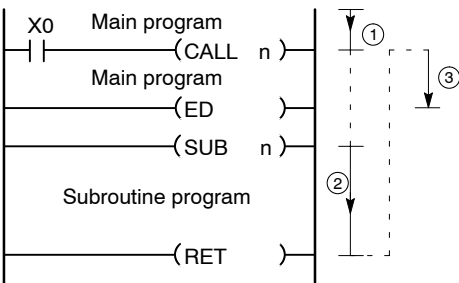 Main program
X0
CALL n
①
Main program
③
ED
SUB n
②
Subroutine program
RET